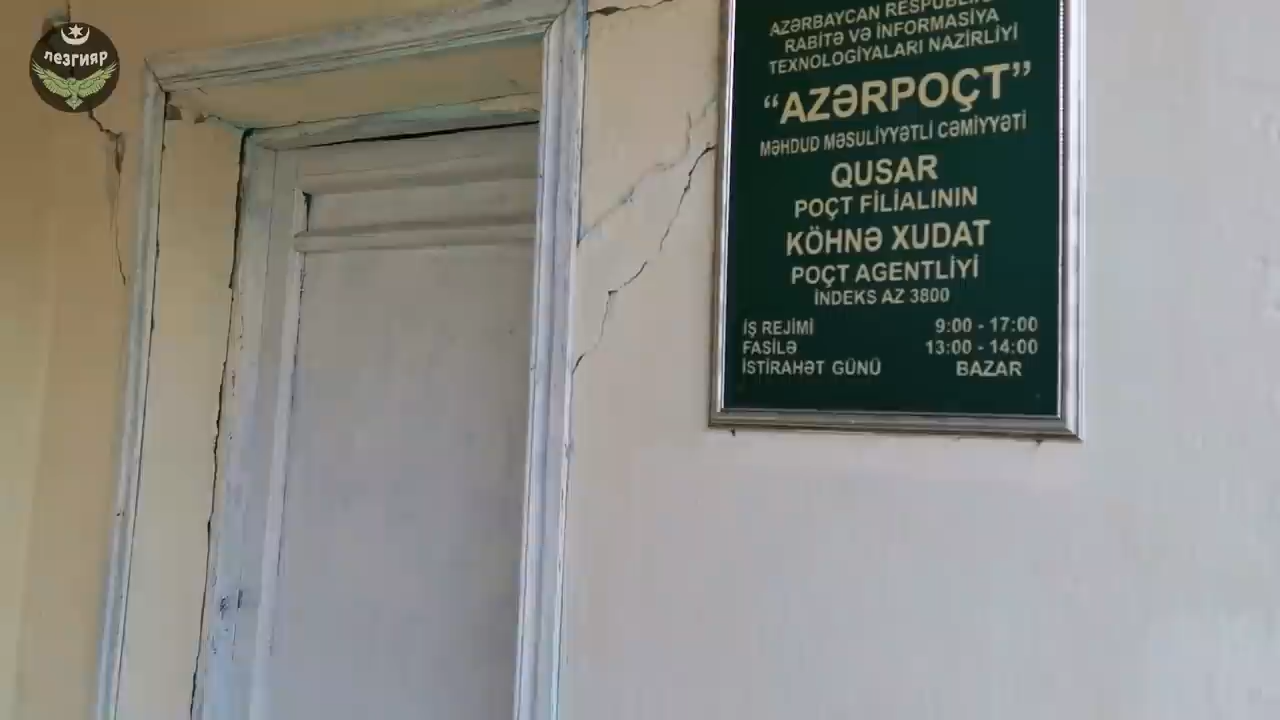 лезгияр
AZƏRBAYCAN RESPUBLİK
RABİTƏ VƏ İNFORMASİYA
TEXNOLOGİYALARI NAZİRLİYİ
“AZƏRPOÇT”
MƏHDUD MƏSULİYYƏTLİ CƏMİYYƏTİ
QUSAR
POÇT FİLİALININ
KÖHNƏ XUDAT
POÇT AGENTLİYİ
İNDEKS AZ 3800
İŞ REJİMİ 9:00 - 17:00
FASİLƏ 13:00 - 14:00
İSTİRAHƏT GÜNÜ BAZAR